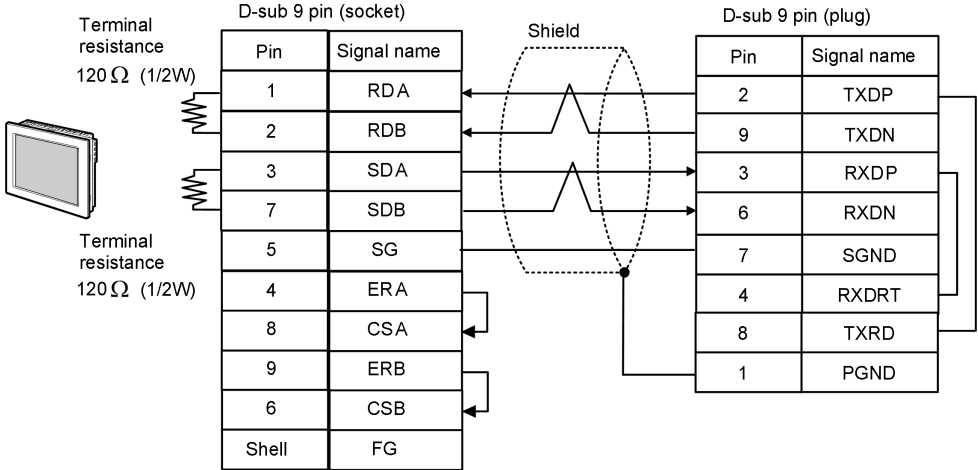 Terminal
resistance
120 Ω (1/2W)
D-sub 9 pin (socket)
Pin Signal name
1 RDA
2 RDB
3 SDA
7 SDB
5 SG
4 ERA
8 CSA
9 ERB
6 CSB
Shell FG
Terminal
resistance
120 Ω (1/2W)
Shield
D-sub 9 pin (plug)
Pin Signal name
2 TXDP
9 TXDN
3 RXDP
6 RXDN
7 SGND
4 RXDRT
8 TXRD
1 PGND